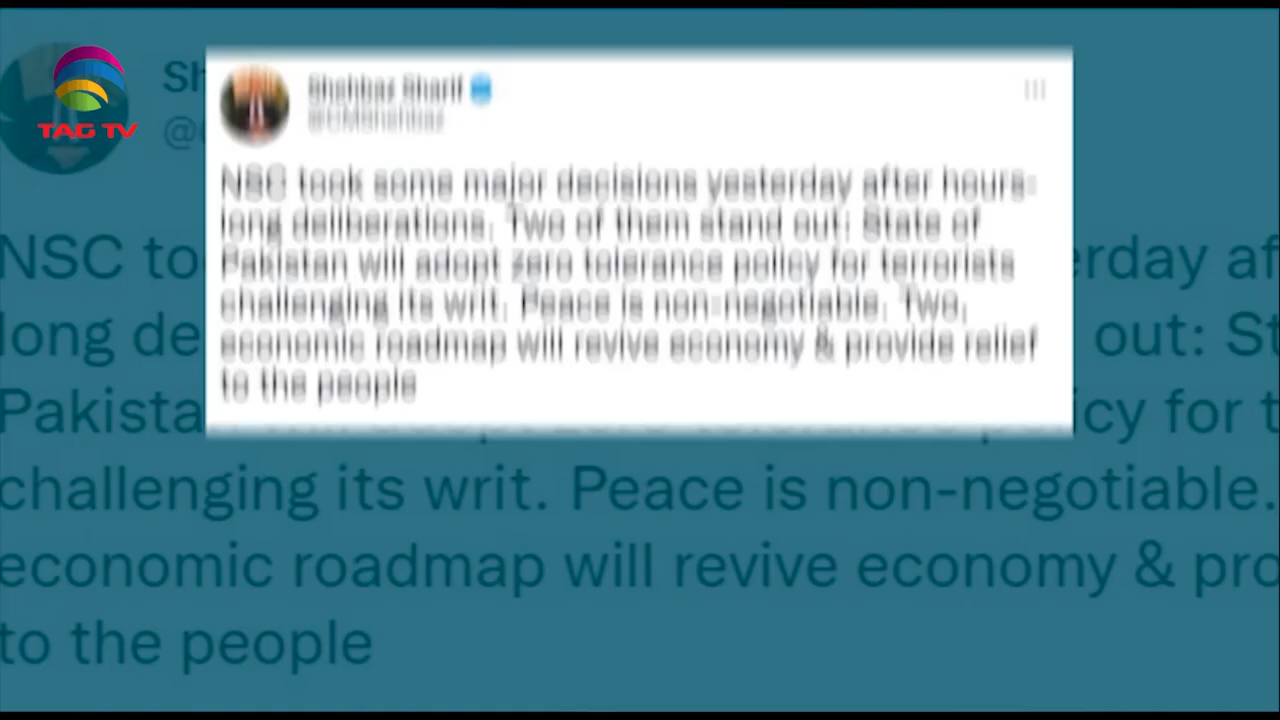 TAG TV
Shehbaz Sharif
@CMShehbaz
NSC took some major decisions yesterday after hours-
long deliberations. Two of them stand out: State of
Pakistan will adopt zero tolerance policy for terrorists
challenging its writ. Peace is non-negotiable. Two,
economic roadmap will revive economy & provide relief
to the people
Sh
@
NSC to
erday af
long de
out: St
Pakista
icy for t
challenging its writ. Peace is non-negotiable.
economic roadmap will revive economy & pro
to the people